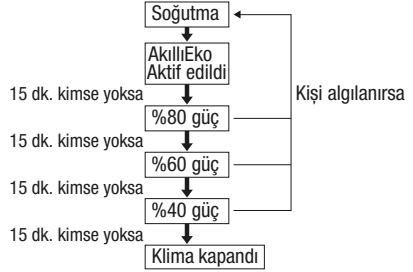 Soğutma
AkıllıEko
Aktif edildi
15 dk. kimse yoksa
Kişi algılanırsa
%80 güç
15 dk. kimse yoksa
%60 güç
15 dk. kimse yoksa
%40 güç
15 dk. kimse yoksa
Klima kapandı